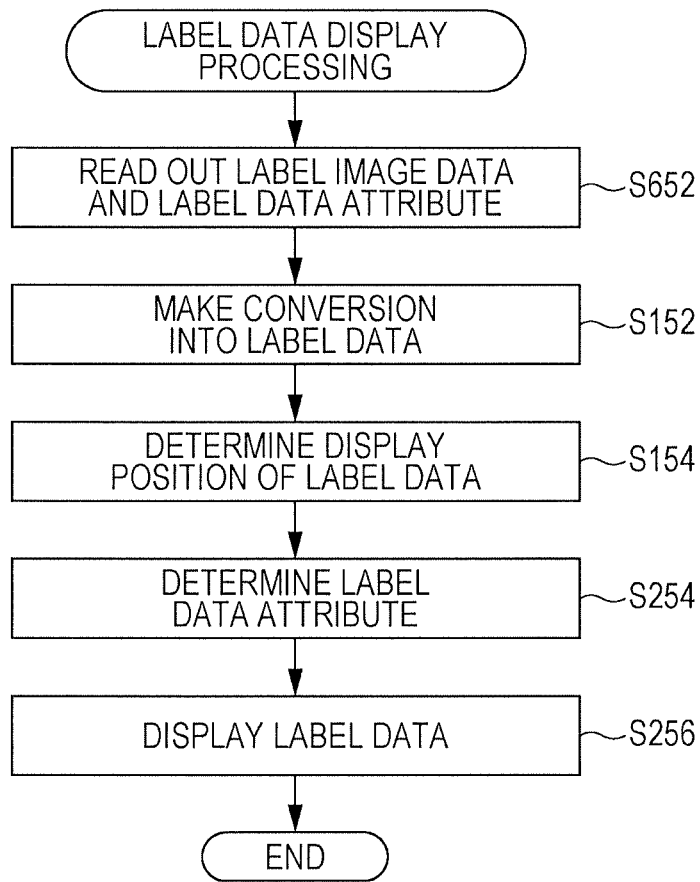 LABEL DATA DISPLAY
PROCESSING
READ OUT LABEL IMAGE DATA
AND LABEL DATA ATTRIBUTE
S652
MAKE CONVERSION
INTO LABEL DATA
S152
DETERMINE DISPLAY
POSITION OF LABEL DATA
S154
DETERMINE LABEL
DATA ATTRIBUTE
S254
DISPLAY LABEL DATA
S256
END